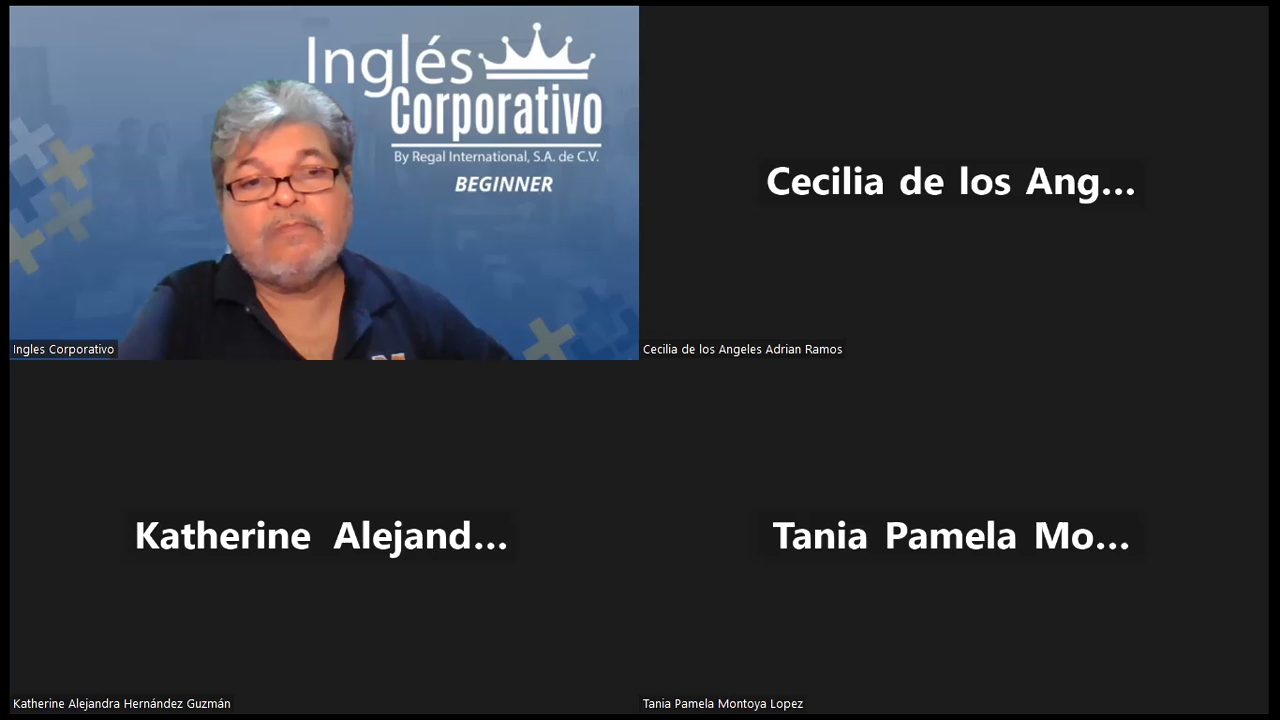 Inglés
Corporativo
By Regal International, S.A. de C.V.
BEGINNER
Ingles Corporativo
Cecilia de los Ang...
Cecilia de los Angeles Adrian Ramos
Katherine Alejand...
Katherine Alejandra Hernández Guzmán
Tania Pamela Mo...
Tania Pamela Montoya Lopez